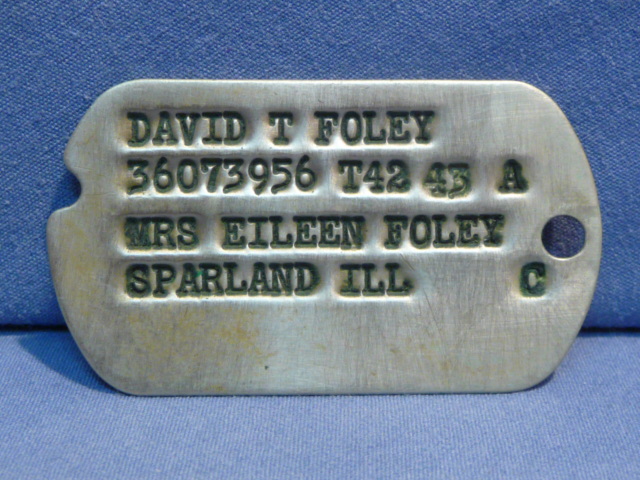 DAVID T FOLEY
36073956 T42 43 A
MRS EILEEN FOLEY
SPARLAND ILL C